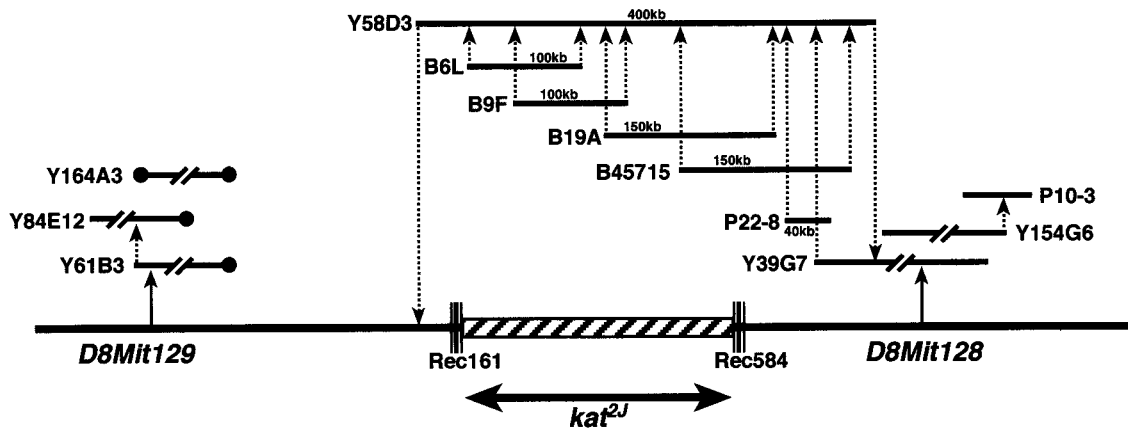 Y58D3
400kb
B6L
100kb
B9F
100kb
B19A
150kb
B45715
150kb
Y164A3
P10-3
Y84E12
P22-8
40kb
Y154G6
Y61B3
Y39G7
D8Mit129
Rec161
Rec584
D8Mit128
kat2J